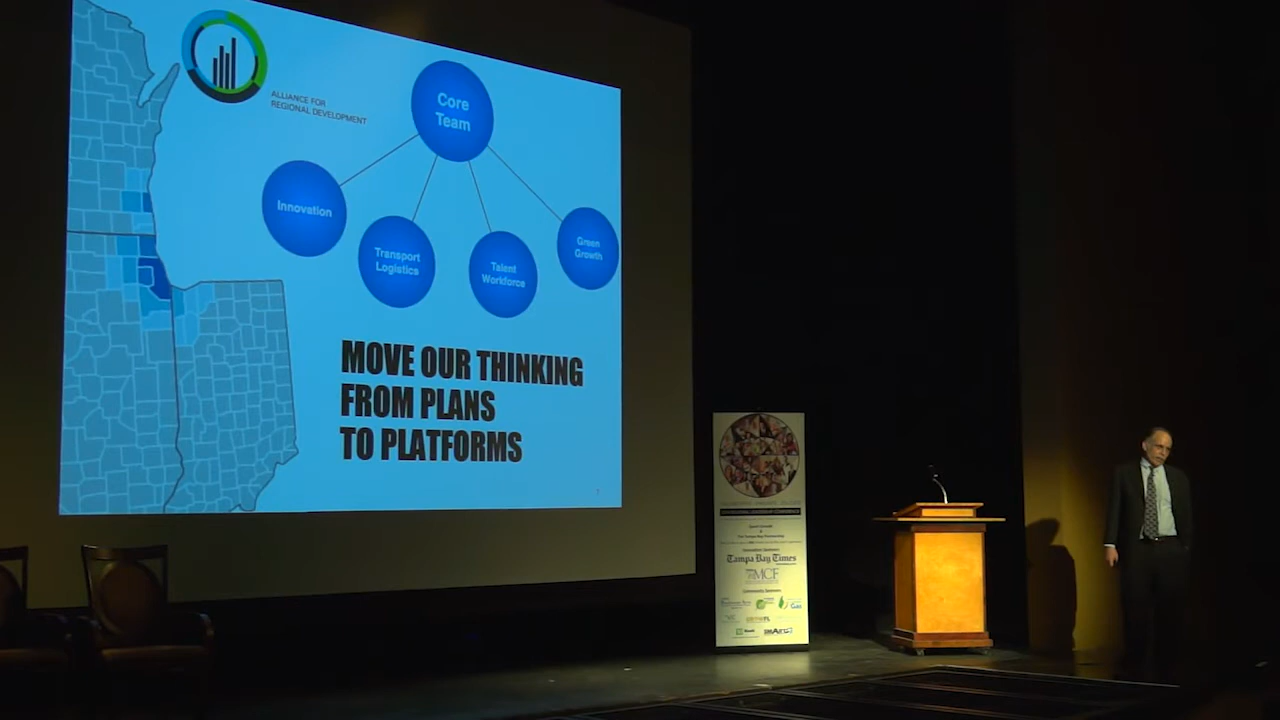 ALLIANCE FOR
REGIONAL DEVELOPMENT
Core
Team
Innovation
Transport
Logistics
Talent
Workforce
Green
Growth
MOVE OUR THINKING
FROM PLANS
TO PLATFORMS
Tampa Bay Times
MCF